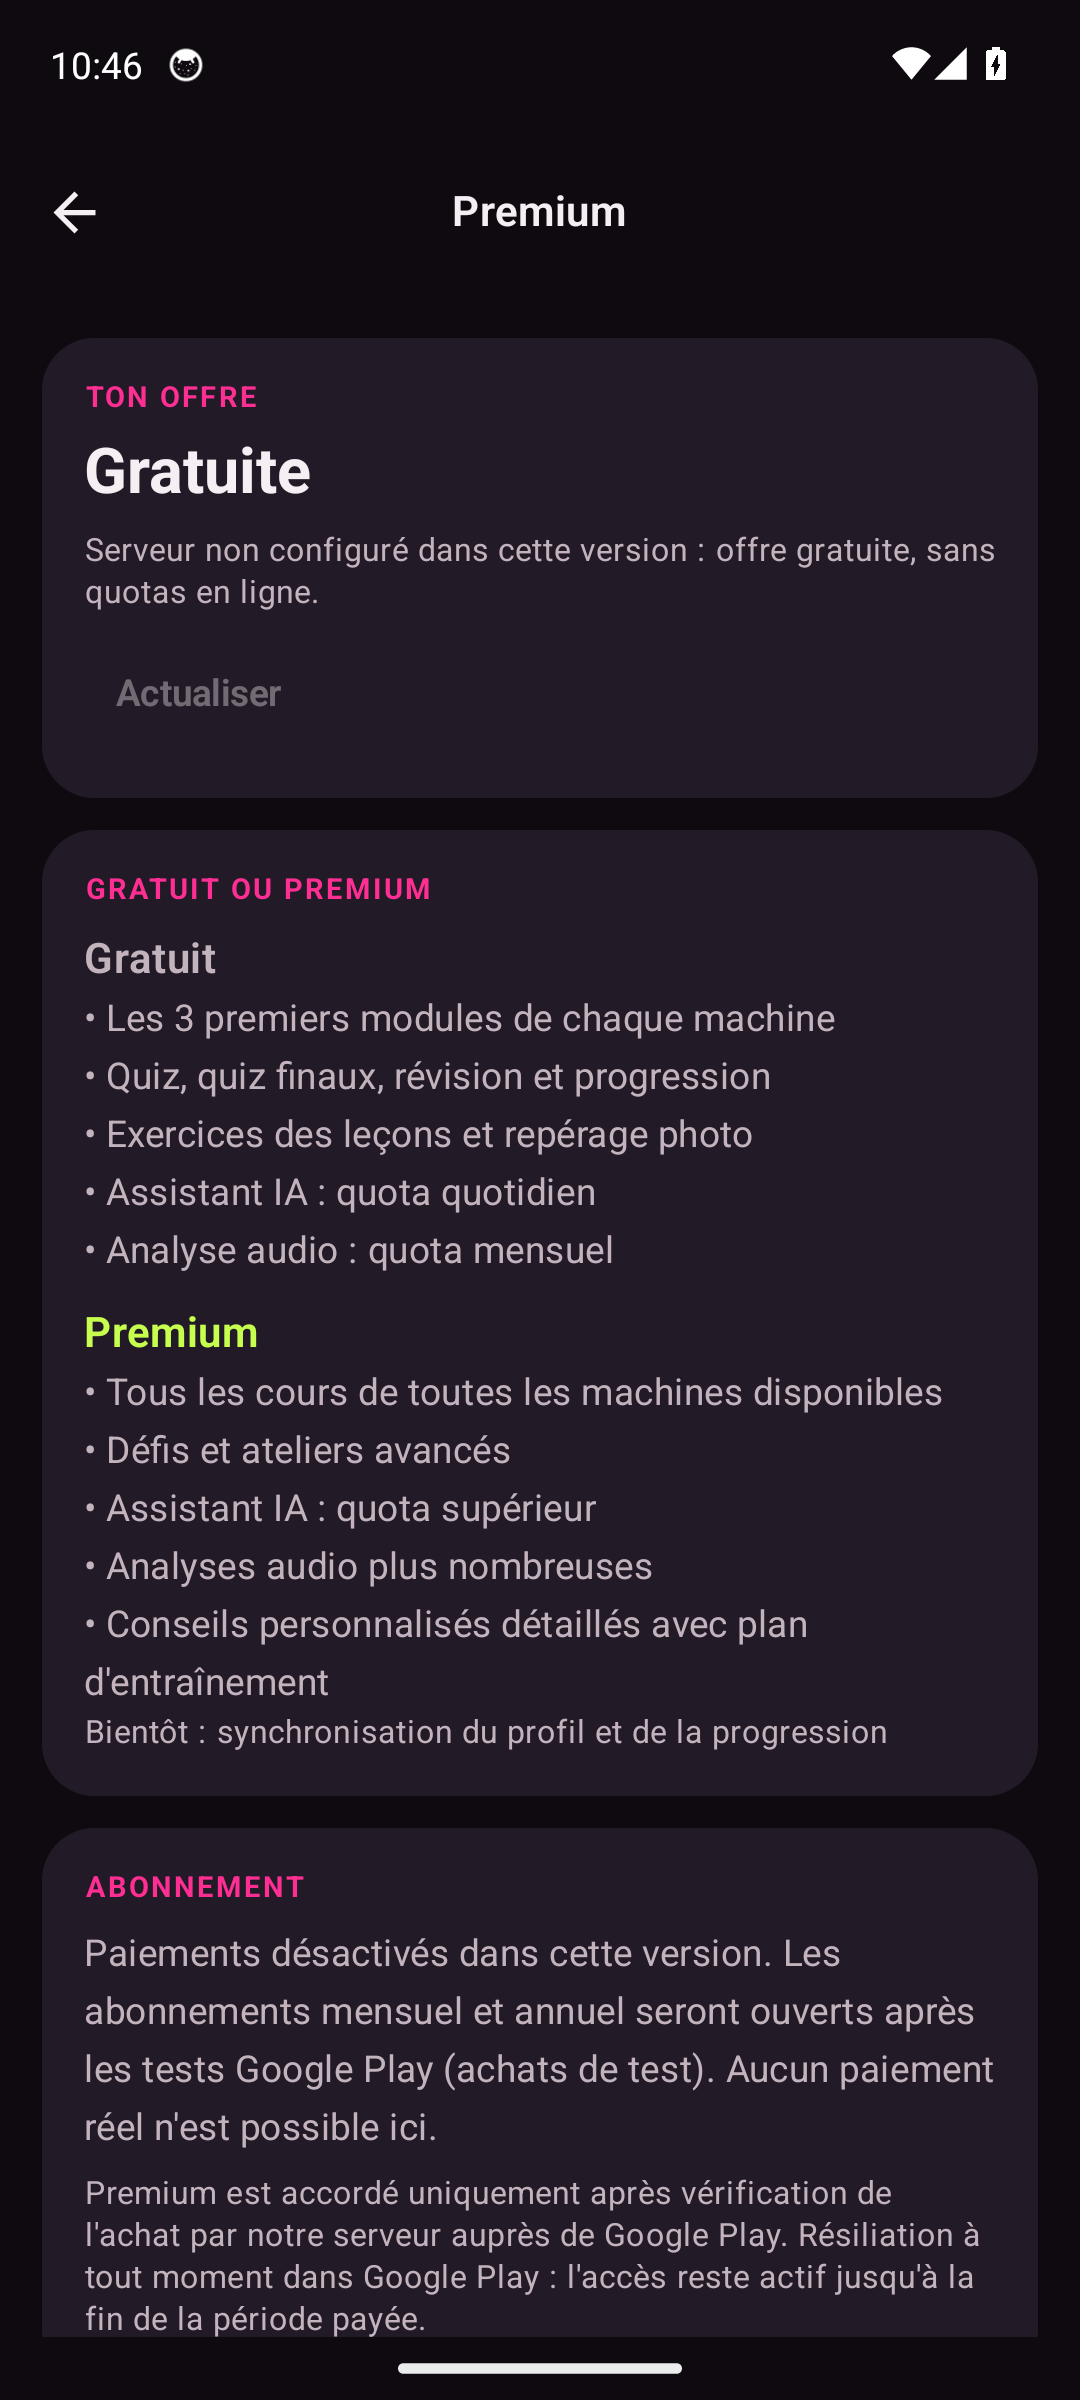 10:46
Premium
TON OFFRE
Gratuite
Serveur non configuré dans cette version : offre gratuite, sans
quotas en ligne.
Actualiser
GRATUIT OU PREMIUM
Gratuit
• Les 3 premiers modules de chaque machine
• Quiz, quiz finaux, révision et progression
• Exercices des leçons et repérage photo
• Assistant IA : quota quotidien
• Analyse audio : quota mensuel
Premium
• Tous les cours de toutes les machines disponibles
• Défis et ateliers avancés
• Assistant IA : quota supérieur
• Analyses audio plus nombreuses
• Conseils personnalisés détaillés avec plan
d'entraînement
Bientôt : synchronisation du profil et de la progression
ABONNEMENT
Paiements désactivés dans cette version. Les
abonnements mensuel et annuel seront ouverts après
les tests Google Play (achats de test). Aucun paiement
réel n'est possible ici.
Premium est accordé uniquement après vérification de
l'achat par notre serveur auprès de Google Play. Résiliation à
tout moment dans Google Play : l'accès reste actif jusqu'à la
fin de la période payée.